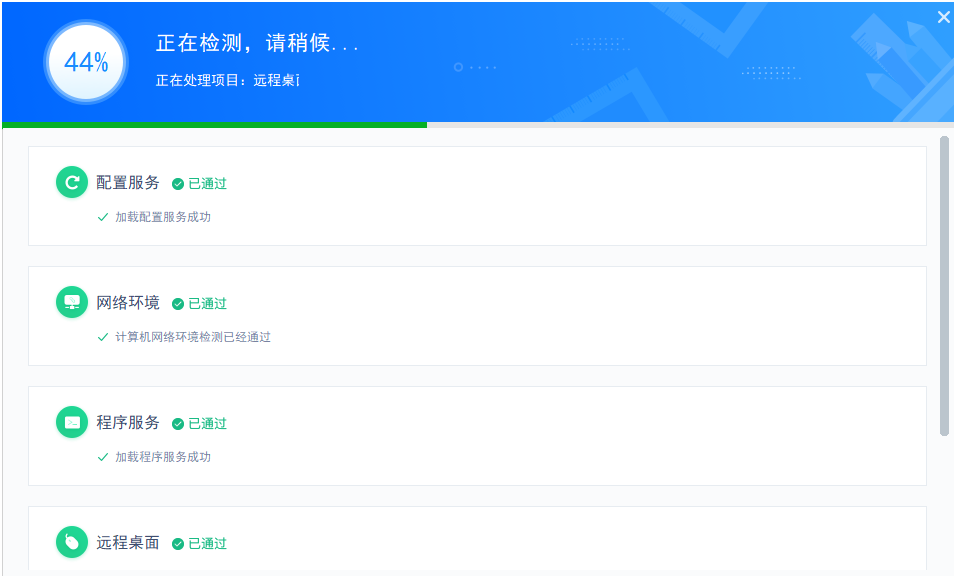 44%
正在检测，请稍候...
正在处理项目：远程桌
配置服务 已通过
加载配置服务成功
网络环境 已通过
计算机网络环境检测已经通过
程序服务 已通过
加载程序服务成功
远程桌面 已通过